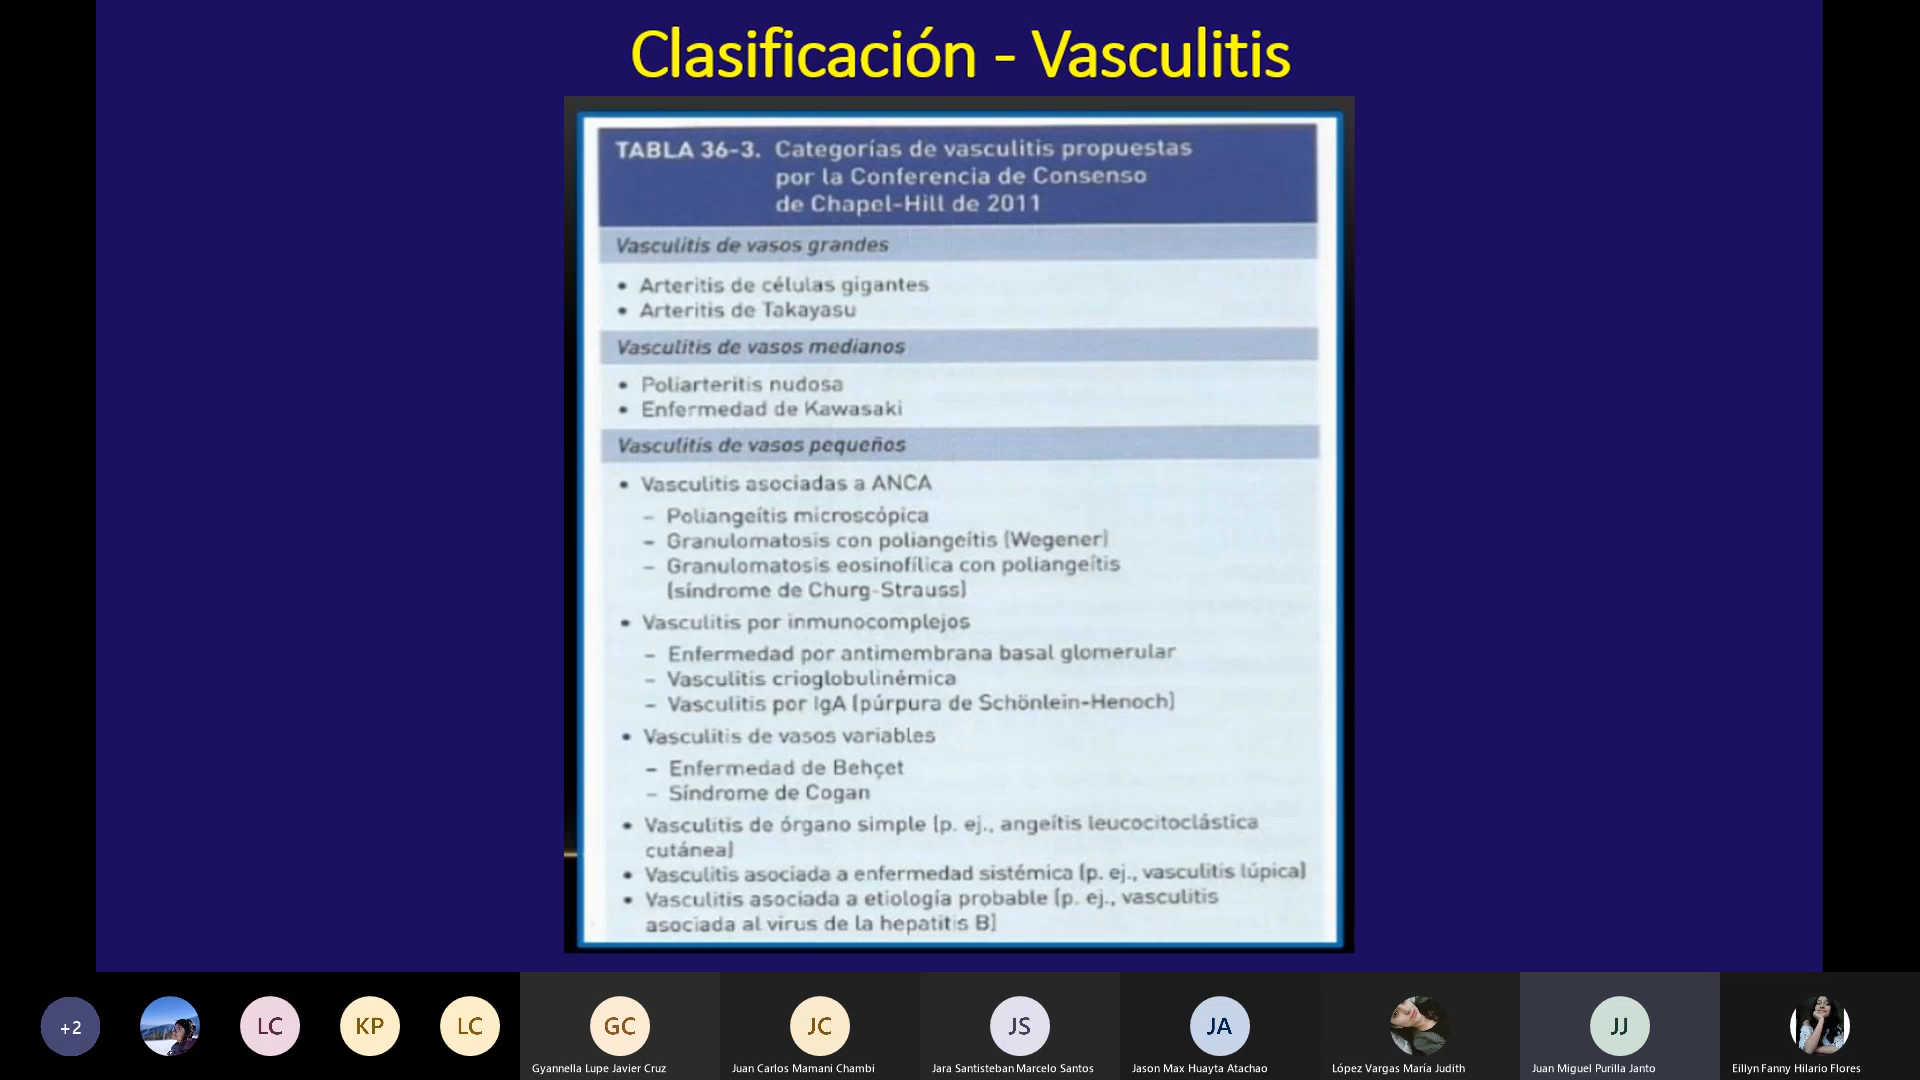 Clasificación - Vasculitis
TABLA 36-3. Categorías de vasculitis propuestas
por la Conferencia de Consenso
de Chapel-Hill de 2011
Vasculitis de vasos grandes
• Arteritis de células gigantes
• Arteritis de Takayasu
Vasculitis de vasos medianos
• Poliarteritis nudosa
• Enfermedad de Kawasaki
Vasculitis de vasos pequeños
• Vasculitis asociadas a ANCA
– Poliangeítis microscópica
– Granulomatosis con poliangeítis (Wegener)
– Granulomatosis eosinofílica con poliangeítis
(síndrome de Churg-Strauss)
• Vasculitis por inmunocomplejos
– Enfermedad por antimembrana basal glomerular
– Vasculitis crioglobulinémica
– Vasculitis por IgA (púrpura de Schönlein-Henoch)
• Vasculitis de vasos variables
– Enfermedad de Behçet
– Síndrome de Cogan
• Vasculitis de órgano simple (p. ej., angeítis leucocitoclástica
cutánea)
• Vasculitis asociada a enfermedad sistémica (p. ej., vasculitis lúpica)
• Vasculitis asociada a etiología probable (p. ej., vasculitis
asociada al virus de la hepatitis B)
+2 LC KP LC GC JC JS JA JJ
Gyannella Lupe Javier Cruz
Juan Carlos Mamani Chambi
Jara Santisteban Marcelo Santos
Jason Max Huayta Atachao
López Vargas María Judith
Juan Miguel Purilla Janto
Eillyn Fanny Hilario Flores